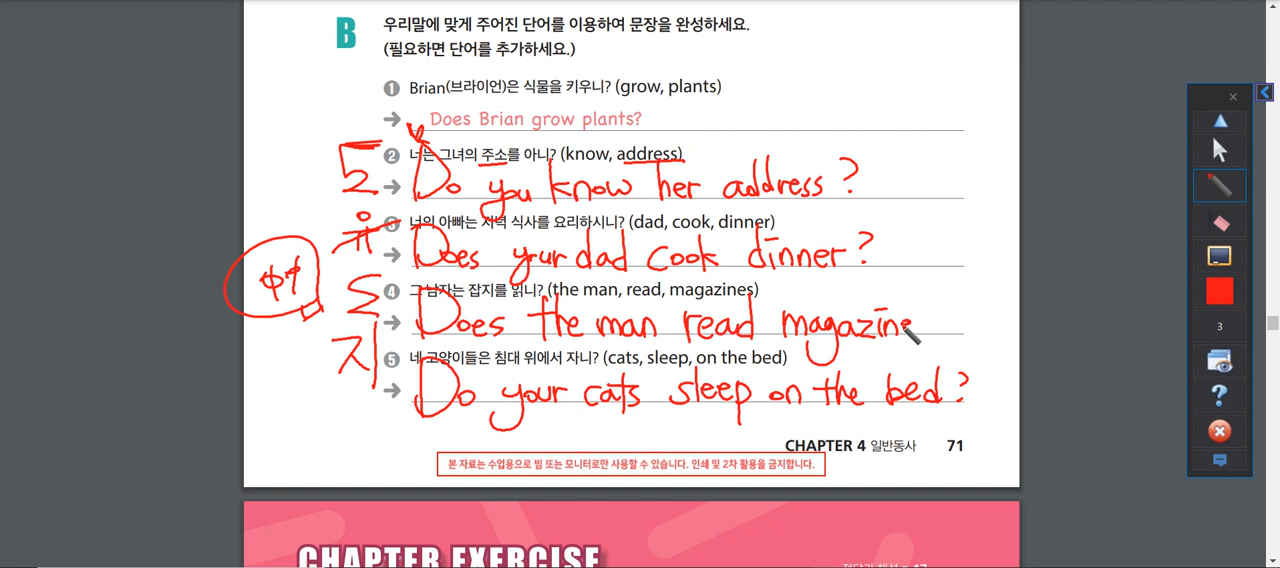 B 우리말에 맞게 주어진 단어를 이용하여 문장을 완성하세요.
(필요하면 단어를 추가하세요.)
1 Brian(브라이언)은 식물을 키우니? (grow, plants)
→ Does Brian grow plants?
2 너는 그녀의 주소를 아니? (know, address)
→ Do you know her address?
3 너의 아빠는 저녁 식사를 요리하시니? (dad, cook, dinner)
→ Does yur dad cook dinner?
4 그 남자는 잡지를 읽니? (the man, read, magazines)
→ Does the man read magazine
5 네 고양이들은 침대 위에서 자니? (cats, sleep, on the bed)
→ Do your cats sleep on the bed?
CHAPTER 4 일반동사 71
본 자료는 수업용으로 빔 또는 모니터로만 사용할 수 있습니다. 인쇄 및 2차 활용을 금지합니다.
CHAPTER EXERCISE
3